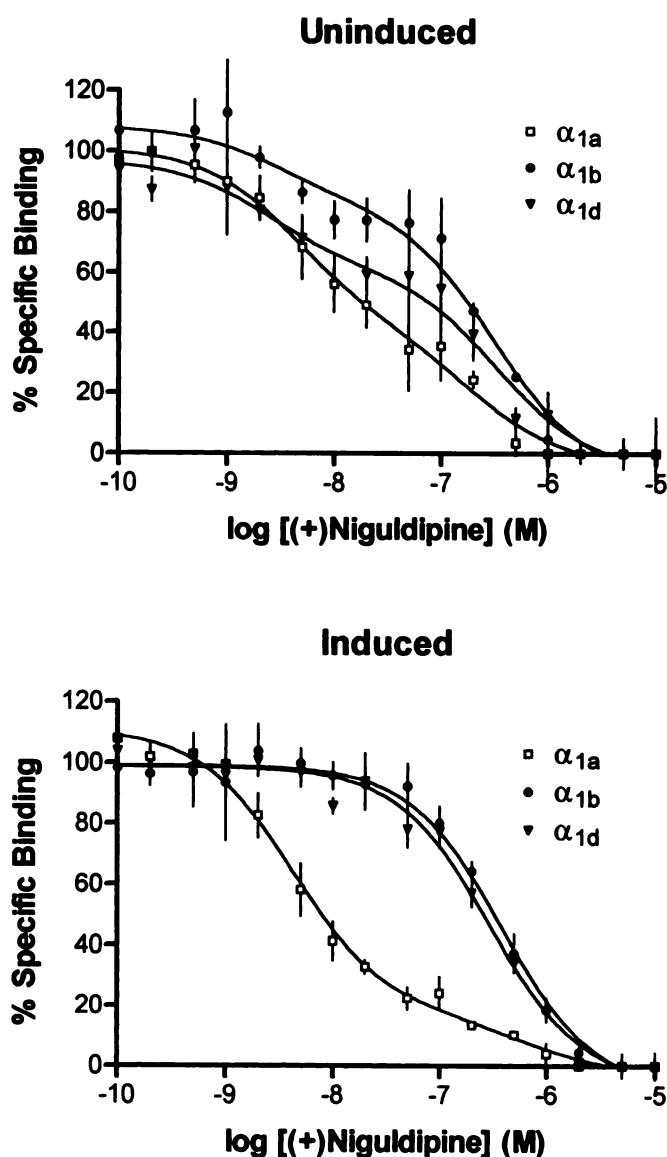 Uninduced
% Specific Binding
120
100
80
60
40
20
0
-10 -9 -8 -7 -6 -5
log [(+)Niguldipine] (M)
α1a
α1b
α1d
Induced
% Specific Binding
120
100
80
60
40
20
0
-10 -9 -8 -7 -6 -5
log [(+)Niguldipine] (M)
α1a
α1b
α1d